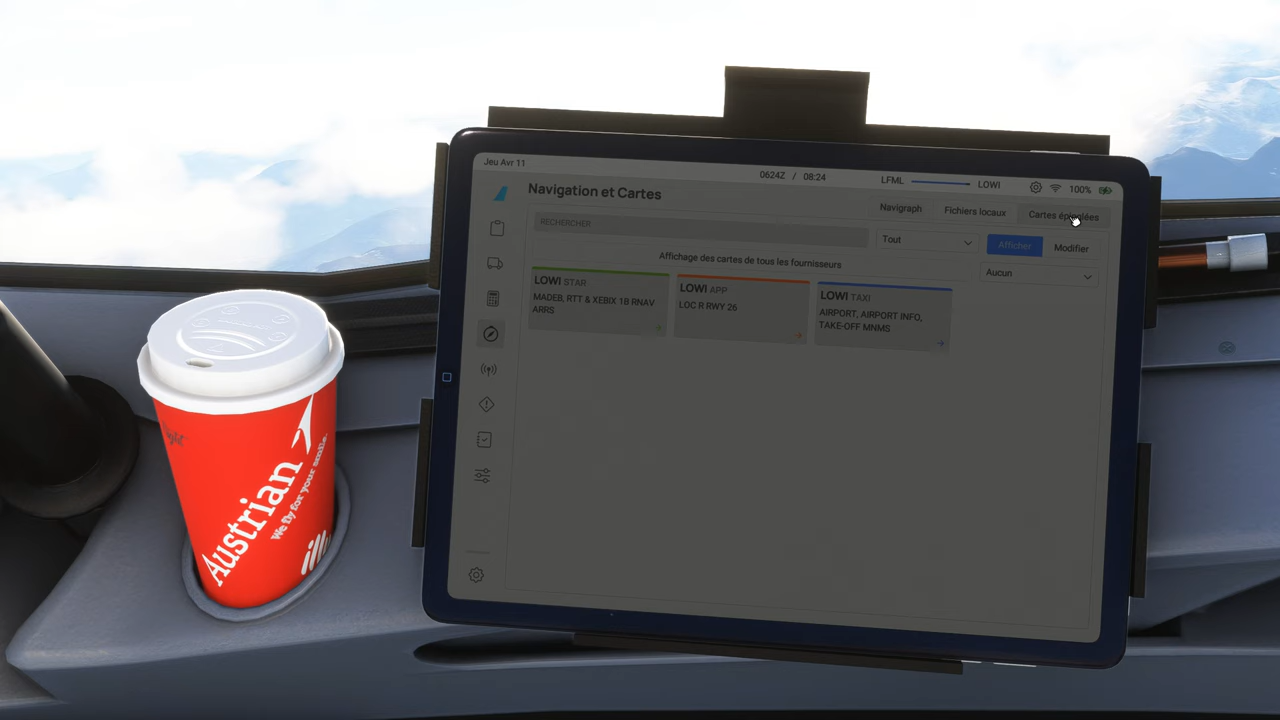 Jeu Avr 11
0624Z / 08:24
LFML
LOWI
100%
Navigation et Cartes
Navigraph
Fichiers locaux
Cartes épinglées
RECHERCHER
Tout
Afficher
Modifier
Affichage des cartes de tous les fournisseurs
Aucun
LOWI STAR
MADEB, RTT & XEBIX 1B RNAV
ARRS
LOWI APP
LOC R RWY 26
LOWI TAXI
AIRPORT, AIRPORT INFO,
TAKE-OFF MNMS
Austrian
We fly for your smile.